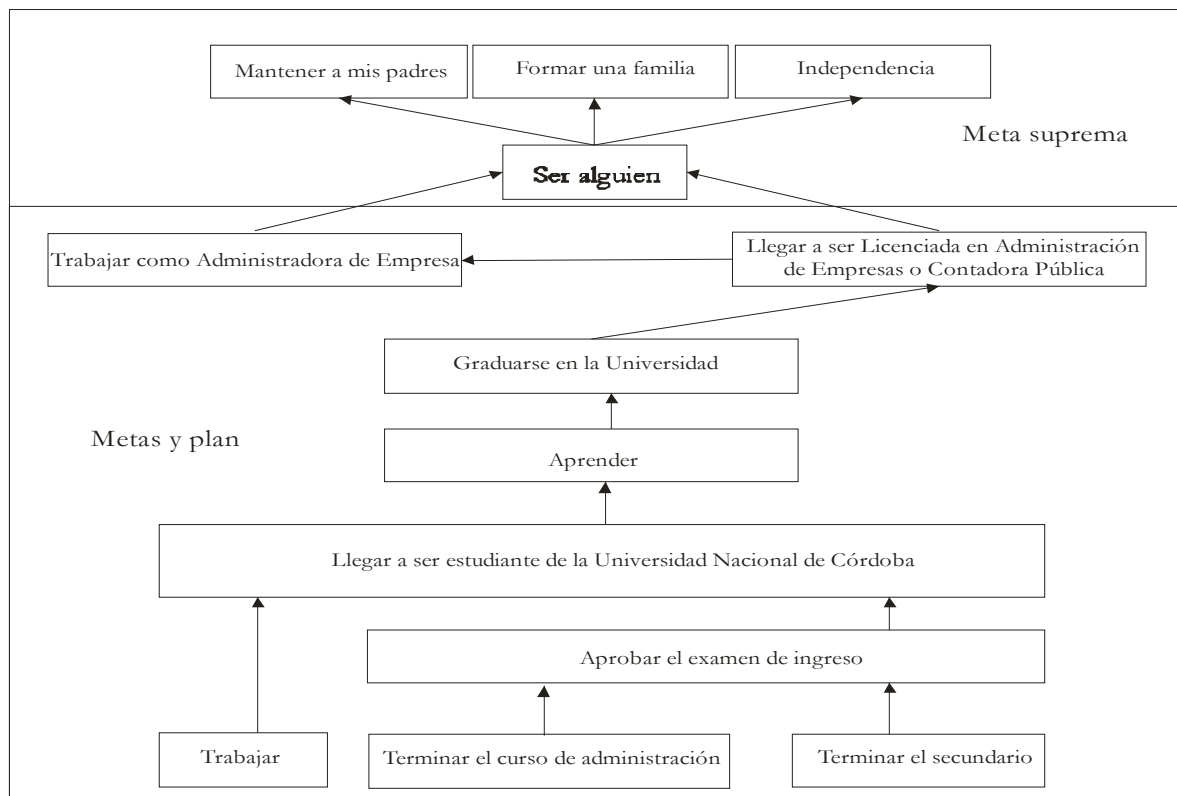 Mantener a mis padres
Formar una familia
Independencia
Meta suprema
Ser alguien
Trabajar como Administradora de Empresa
Llegar a ser Licenciada en Administración
de Empresas o Contadora Pública
Graduarse en la Universidad
Metas y plan
Aprender
Llegar a ser estudiante de la Universidad Nacional de Córdoba
Aprobar el examen de ingreso
Trabajar
Terminar el curso de administración
Terminar el secundario